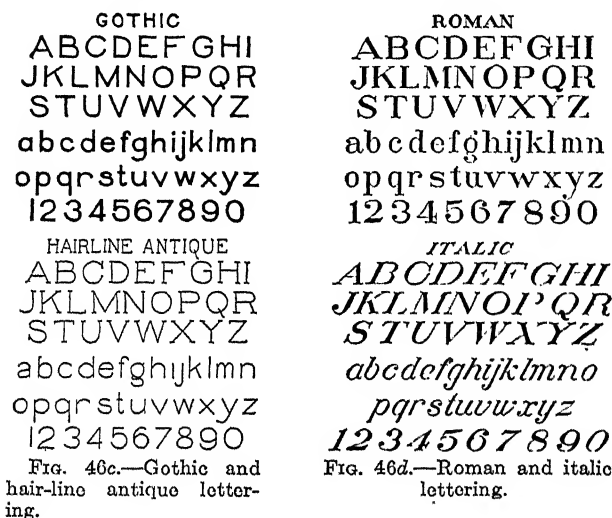 GOTHIC
ABCDEFGHI
JKLMNOPQR
STUVWXYZ
abcdefghijklmn
opqrstuvwxyz
1234567890
HAIRLINE ANTIQUE
ABCDEFGHI
JKLMNOPQR
STUVWXYZ
abcdefghijklmn
opqrstuvwxyz
1234567890
FIG. 46c.—Gothic and
hair-line antique letter-
ing.
ROMAN
ABCDEFGHI
JKLMNOPQR
STUVWXYZ
abcdefghijklmn
opqrstuvwxyz
1234567890
ITALIC
ABCDEFGHI
JKLMNOPQR
STUVWXYZ
abcdefghijklmno
pqrstuvwxyz
1234567890
FIG. 46d.—Roman and italic
lettering.